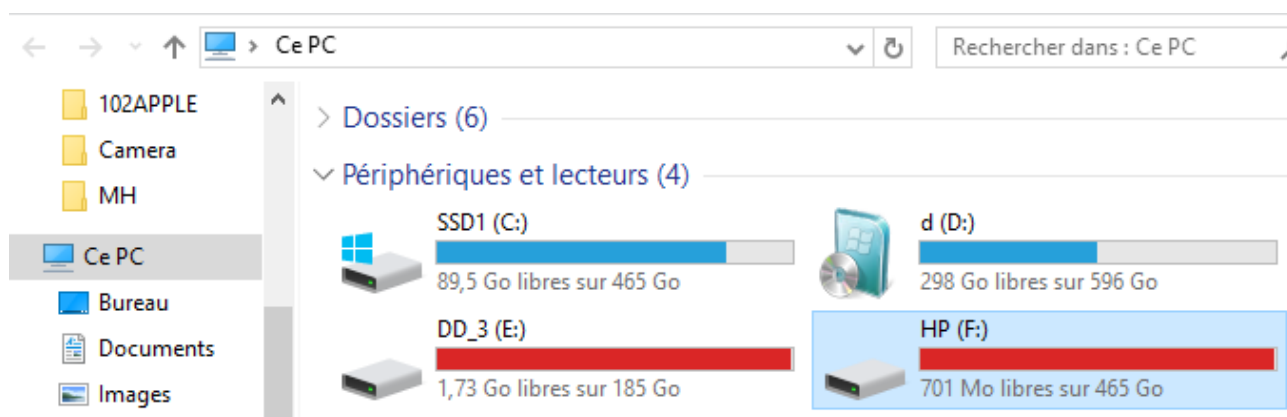 Ce PC
Rechercher dans : Ce PC
102APPLE
Camera
MH
Ce PC
Bureau
Documents
Images
Dossiers (6)
Périphériques et lecteurs (4)
SSD1 (C:)
89,5 Go libres sur 465 Go
d (D:)
298 Go libres sur 596 Go
DD_3 (E:)
1,73 Go libres sur 185 Go
HP (F:)
701 Mo libres sur 465 Go